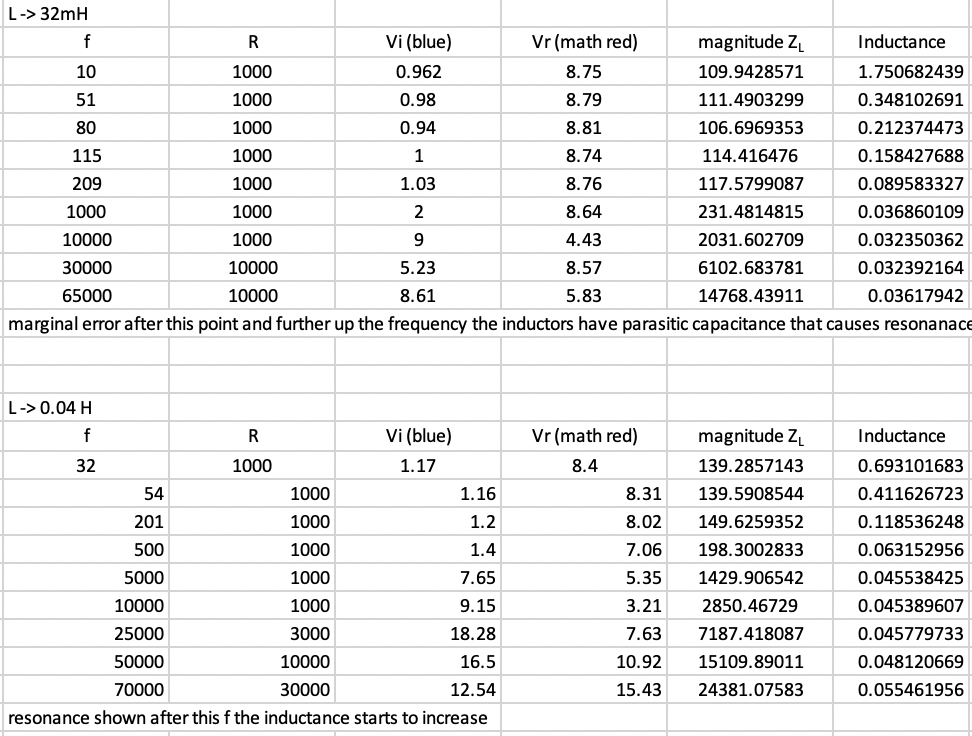 L -> 32mH
f R Vi (blue) Vr (math red) magnitude ZL Inductance
10 1000 0.962 8.75 109.9428571 1.750682439
51 1000 0.98 8.79 111.4903299 0.348102691
80 1000 0.94 8.81 106.6969353 0.212374473
115 1000 1 8.74 114.416476 0.158427688
209 1000 1.03 8.76 117.5799087 0.089583327
1000 1000 2 8.64 231.4814815 0.036860109
10000 1000 9 4.43 2031.602709 0.032350362
30000 10000 5.23 8.57 6102.683781 0.032392164
65000 10000 8.61 5.83 14768.43911 0.03617942
marginal error after this point and further up the frequency the inductors have parasitic capacitance that causes resonanace
L -> 0.04 H
f R Vi (blue) Vr (math red) magnitude ZL Inductance
32 1000 1.17 8.4 139.2857143 0.693101683
54 1000 1.16 8.31 139.5908544 0.411626723
201 1000 1.2 8.02 149.6259352 0.118536248
500 1000 1.4 7.06 198.3002833 0.063152956
5000 1000 7.65 5.35 1429.906542 0.045538425
10000 1000 9.15 3.21 2850.46729 0.045389607
25000 3000 18.28 7.63 7187.418087 0.045779733
50000 10000 16.5 10.92 15109.89011 0.048120669
70000 30000 12.54 15.43 24381.07583 0.055461956
resonance shown after this f the inductance starts to increase